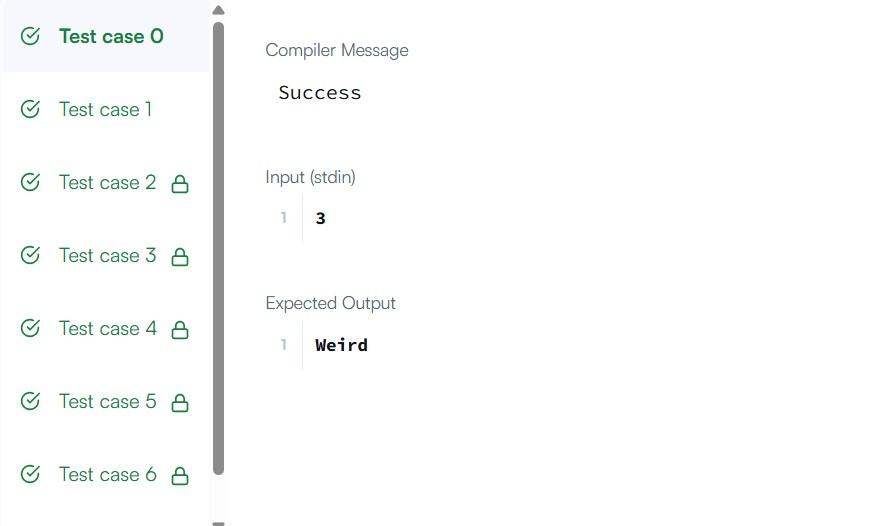 Test case 0
Test case 1
Test case 2
Test case 3
Test case 4
Test case 5
Test case 6
Compiler Message
Success
Input (stdin)
1 3
Expected Output
1 Weird